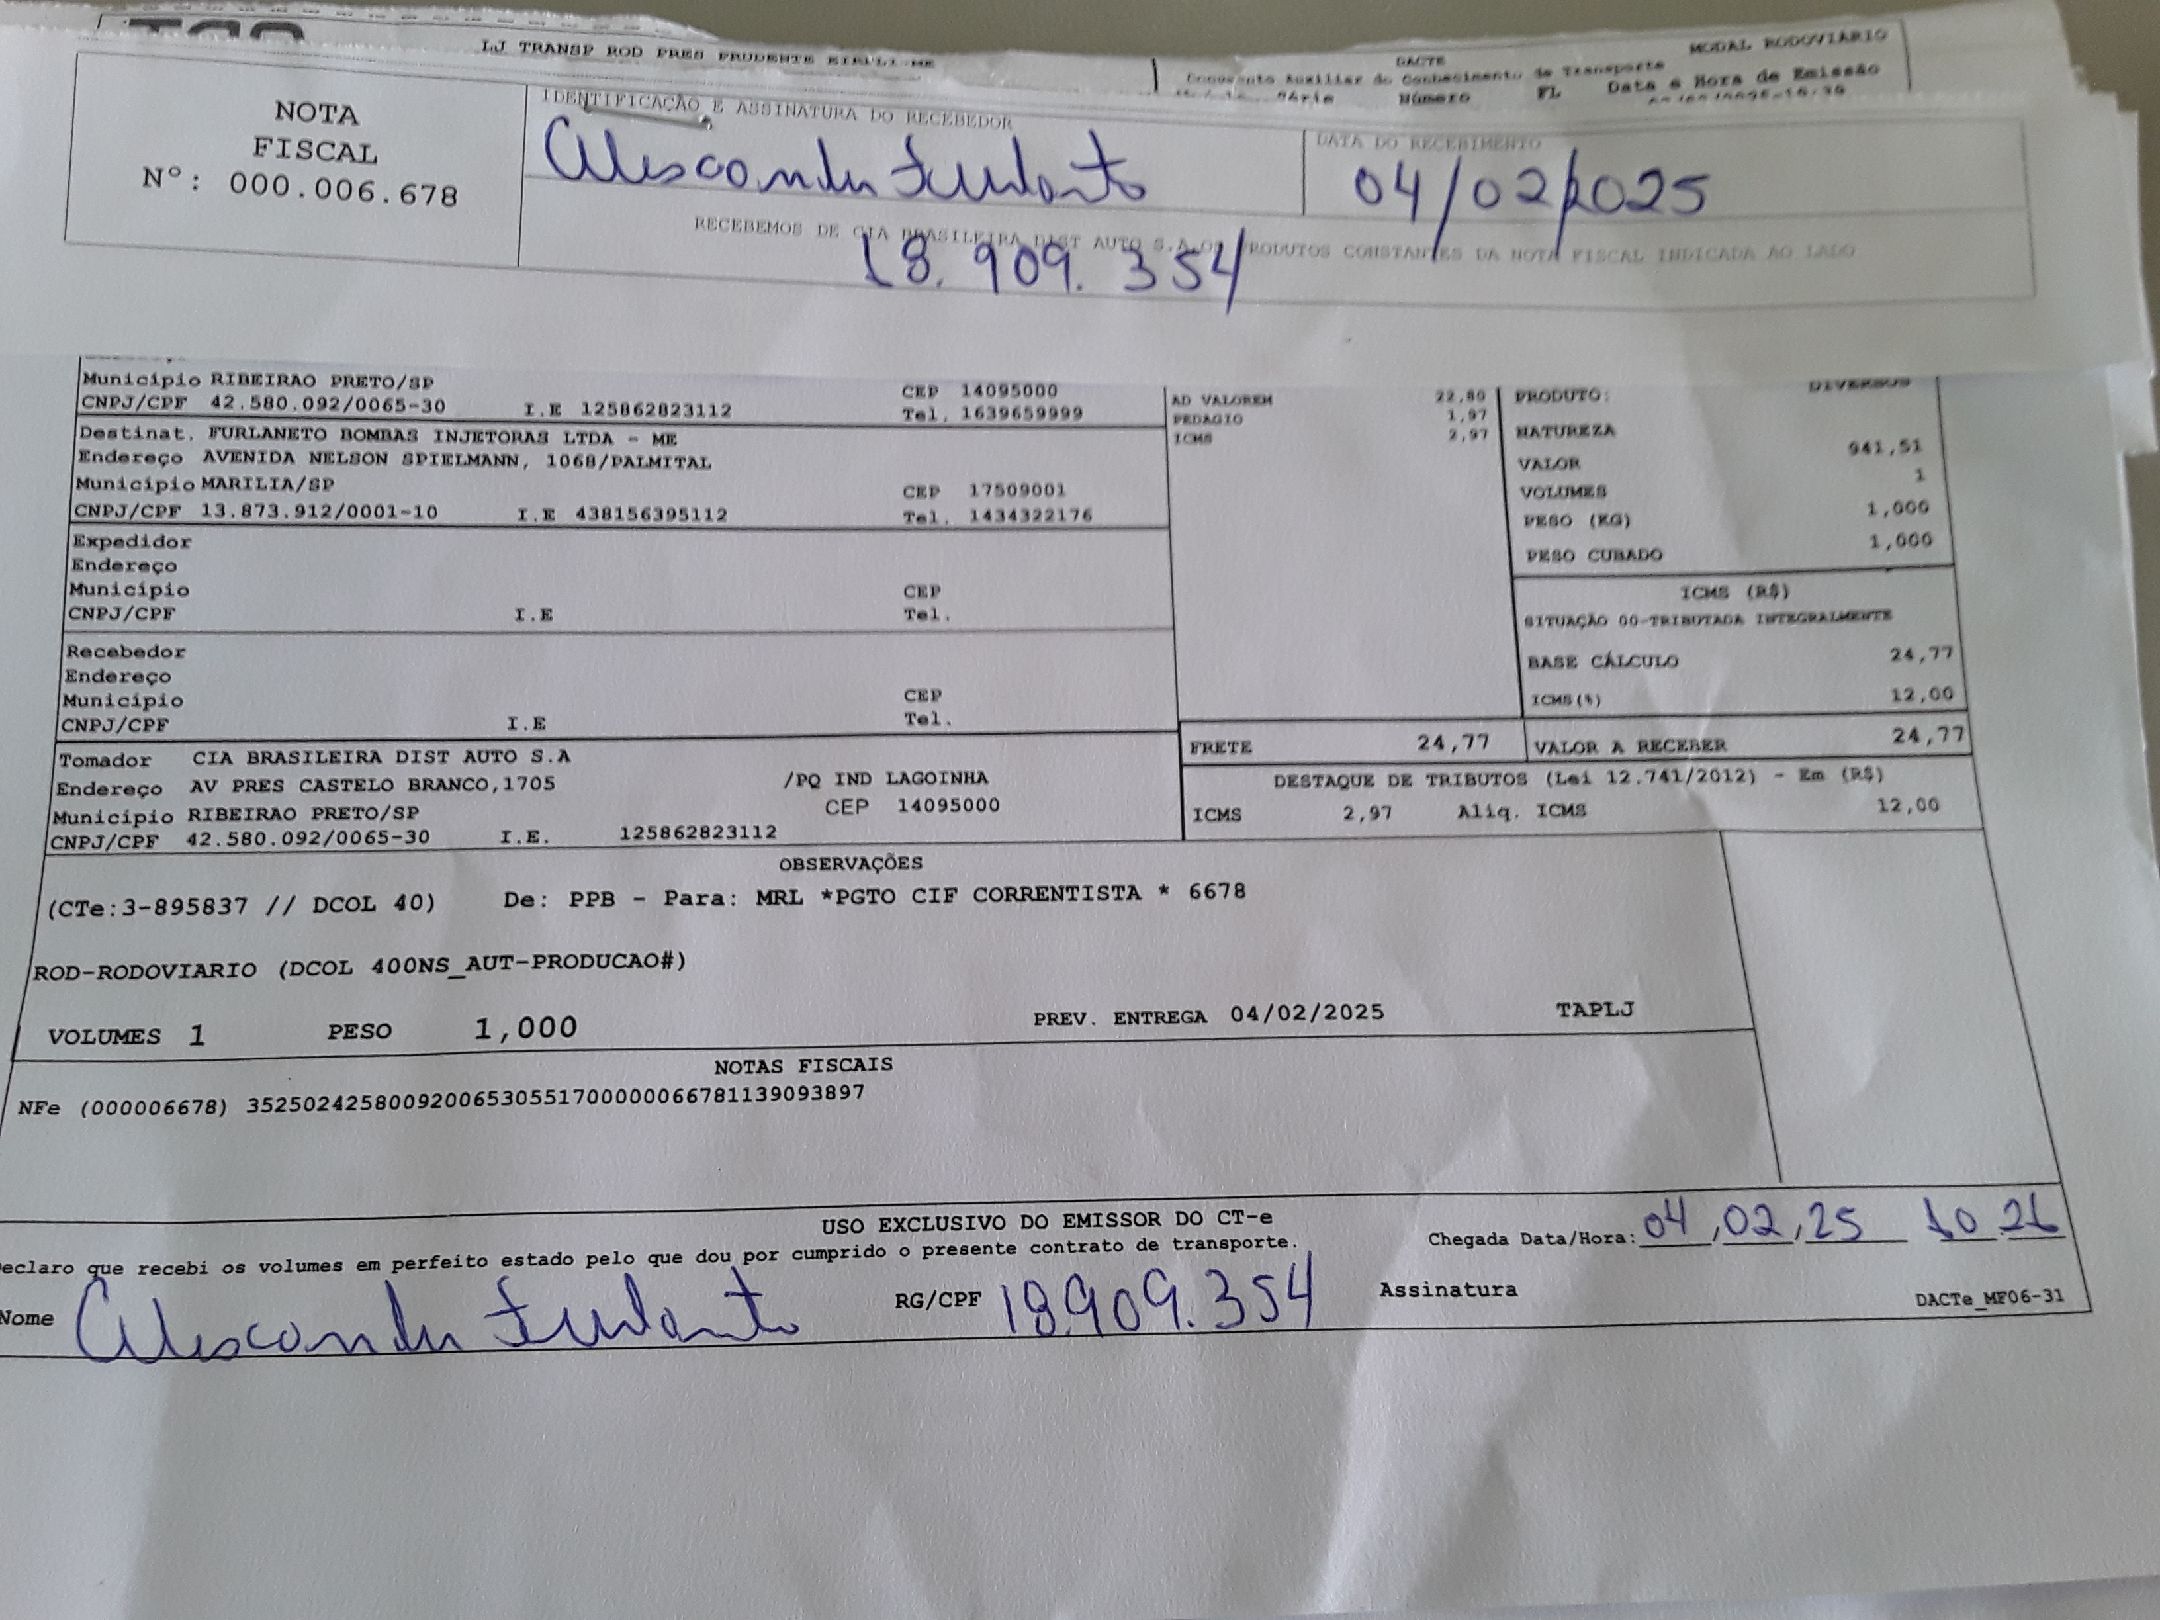 LJ TRANSP ROD PRES PRUDENTE EIRELI-ME
DACTE
MODAL RODOVIÁRIO
Documento Auxiliar do Conhecimento de Transporte
Série Número FL Data e Hora de Emissão
NOTA
FISCAL
Nº: 000.006.678
IDENTIFICAÇÃO E ASSINATURA DO RECEBEDOR
DATA DO RECEBIMENTO
04/02/2025
RECEBEMOS DE CIA BRASILEIRA DIST AUTO S.A OS PRODUTOS CONSTANTES DA NOTA FISCAL INDICADA AO LADO
18.909.354
Município RIBEIRAO PRETO/SP CEP 14095000
CNPJ/CPF 42.580.092/0065-30 I.E 125862823112 Tel. 1639659999
Destinat. FURLANETO BOMBAS INJETORAS LTDA - ME
Endereço AVENIDA NELSON SPIELMANN, 1068/PALMITAL
Município MARILIA/SP CEP 17509001
CNPJ/CPF 13.873.912/0001-10 I.E 438156395112 Tel. 1434322176
Expedidor
Endereço
Município CEP
CNPJ/CPF I.E Tel.
Recebedor
Endereço
Município CEP
CNPJ/CPF I.E Tel.
Tomador CIA BRASILEIRA DIST AUTO S.A
Endereço AV PRES CASTELO BRANCO,1705 /PQ IND LAGOINHA
Município RIBEIRAO PRETO/SP CEP 14095000
CNPJ/CPF 42.580.092/0065-30 I.E. 125862823112
AD VALOREM 22,80
PEDAGIO 1,97
ICMS 2,97
PRODUTO: DIVERSOS
NATUREZA
VALOR 941,51
VOLUMES 1
PESO (KG) 1,000
PESO CUBADO 1,000
ICMS (R$)
SITUAÇÃO 00-TRIBUTADA INTEGRALMENTE
BASE CÁLCULO 24,77
ICMS(%) 12,00
FRETE 24,77 VALOR A RECEBER 24,77
DESTAQUE DE TRIBUTOS (Lei 12.741/2012) - Em (R$)
ICMS 2,97 Aliq. ICMS 12,00
OBSERVAÇÕES
(CTe:3-895837 // DCOL 40) De: PPB - Para: MRL *PGTO CIF CORRENTISTA * 6678
ROD-RODOVIARIO (DCOL 400NS_AUT-PRODUCAO#)
VOLUMES 1 PESO 1,000 PREV. ENTREGA 04/02/2025 TAPLJ
NOTAS FISCAIS
NFe (000006678) 35250242580092006530551700000066781139093897
USO EXCLUSIVO DO EMISSOR DO CT-e
Declaro que recebi os volumes em perfeito estado pelo que dou por cumprido o presente contrato de transporte.
Chegada Data/Hora: 04,02,25 10 26
Nome RG/CPF 18.909.354 Assinatura
DACTe_MF06-31